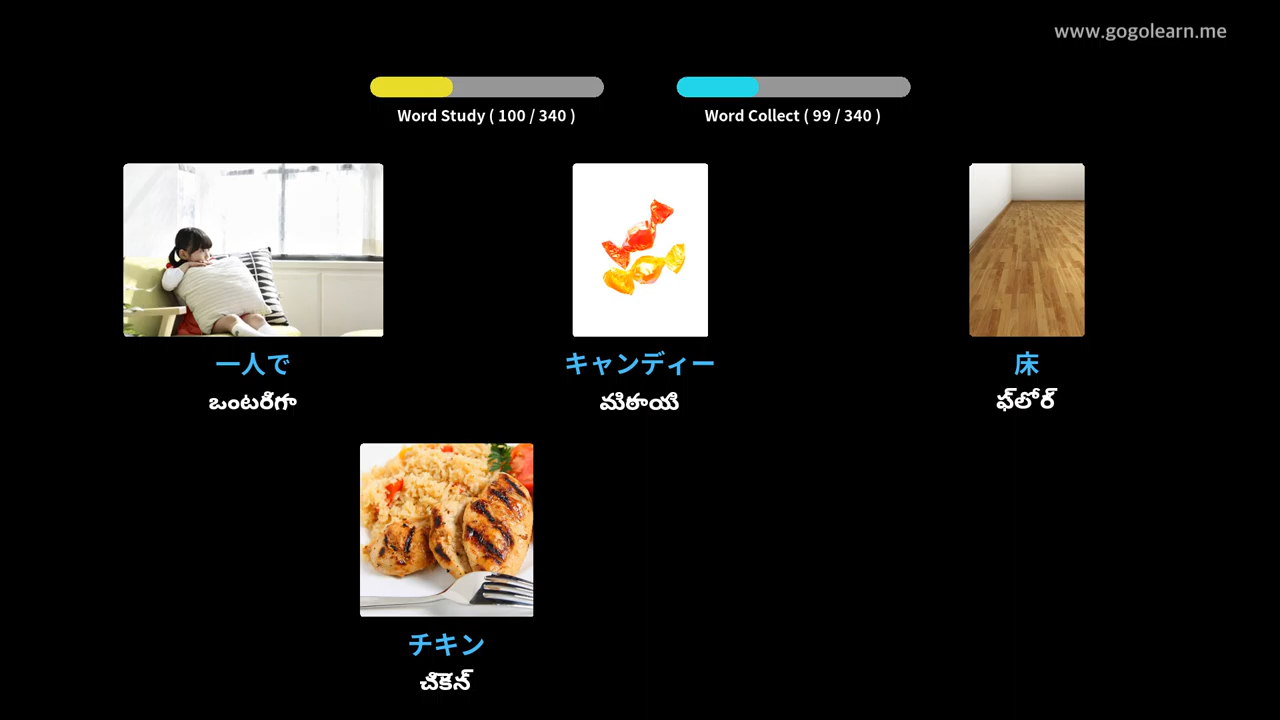 www.gogolearn.me
Word Study ( 100 / 340 )
Word Collect ( 99 / 340 )
一人で
キャンディー
床
ఒంటరిగా
మిఠాయి
ఫ్లోర్
チキン
చికెన్